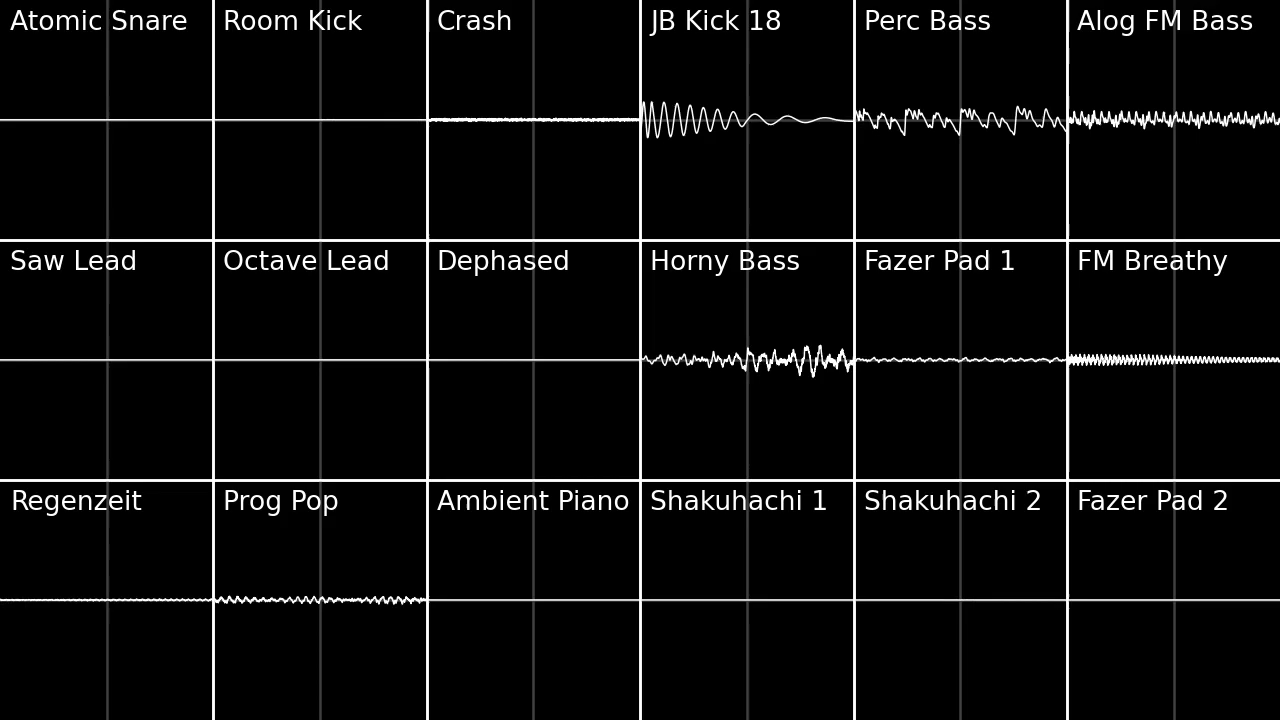 Atomic Snare
Room Kick
Crash
JB Kick 18
Perc Bass
Alog FM Bass
Saw Lead
Octave Lead
Dephased
Horny Bass
Fazer Pad 1
FM Breathy
Regenzeit
Prog Pop
Ambient Piano
Shakuhachi 1
Shakuhachi 2
Fazer Pad 2